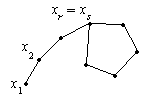 x_r = x_s
x_2
x_1